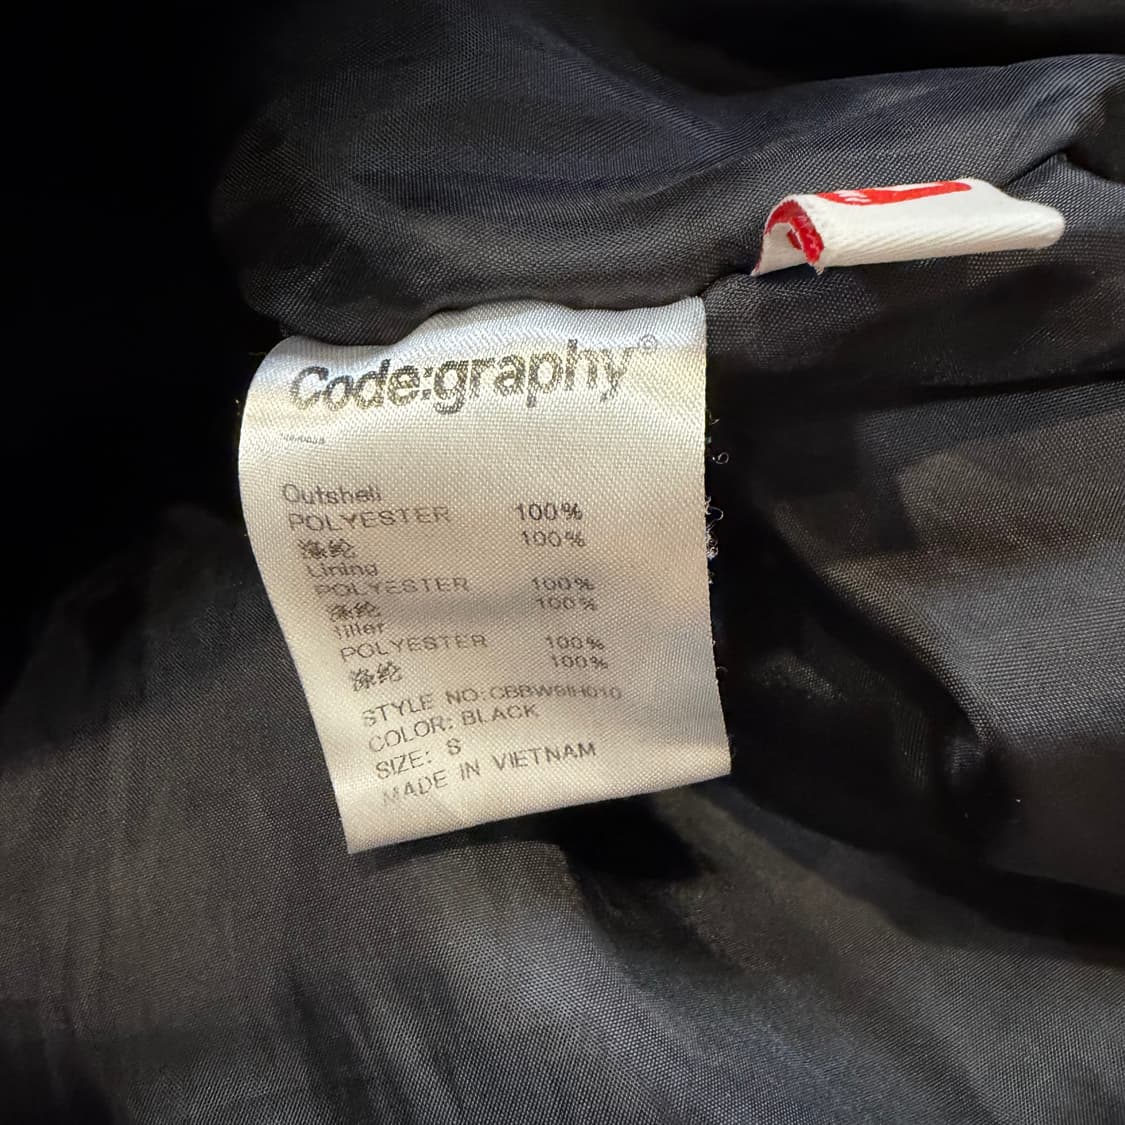 Code:graphy©
Outshell
POLYESTER 100%
涤纶 100%
Lining
POLYESTER 100%
涤纶 100%
filler
POLYESTER 100%
涤纶 100%
STYLE NO:
COLOR: BLACK
SIZE: S
MADE IN VIETNAM